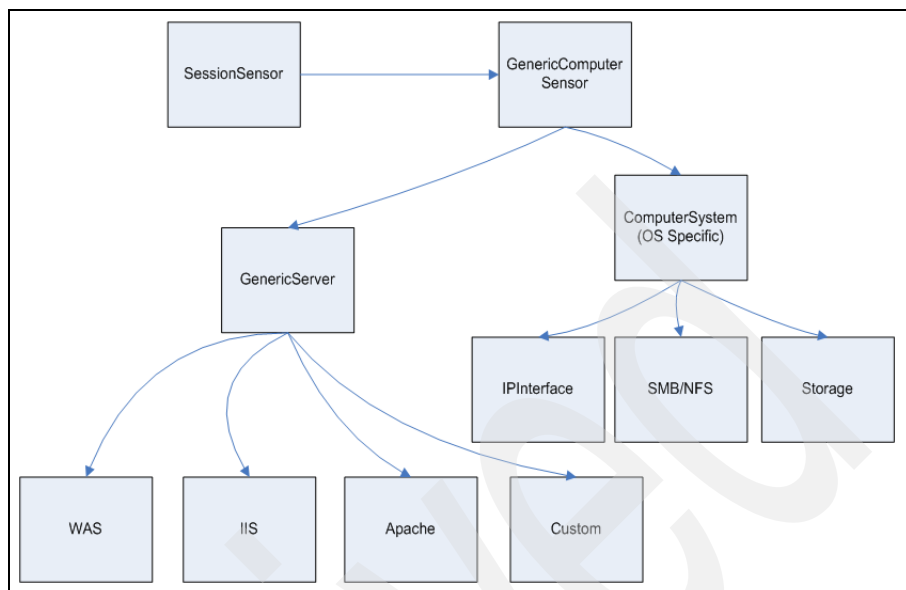 SessionSensor
GenericComputer
Sensor
ComputerSystem
(OS Specific)
GenericServer
IPInterface
SMB/NFS
Storage
WAS
IIS
Apache
Custom